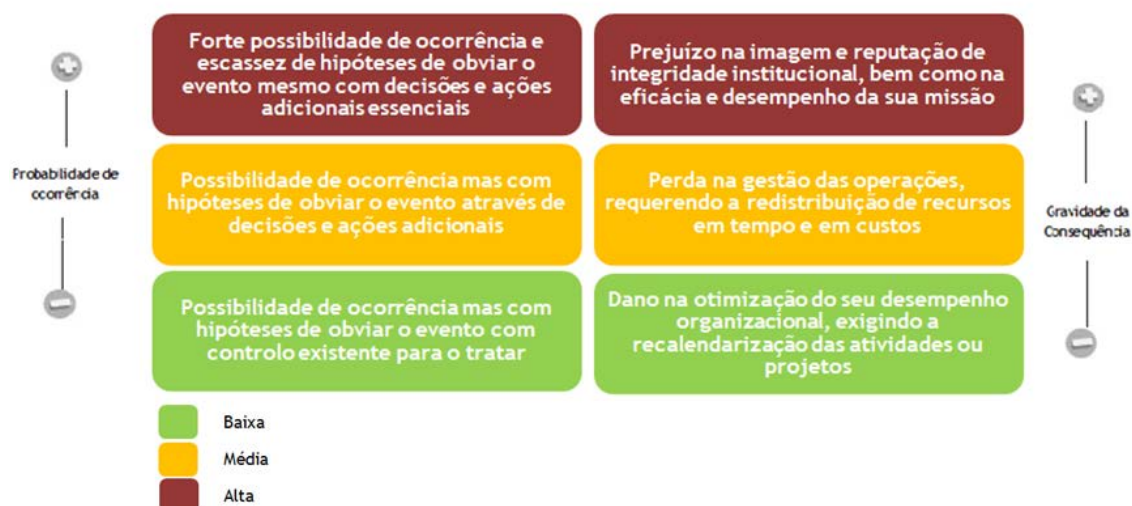 Forte possibilidade de ocorrência e
escassez de hipóteses de obviar o
evento mesmo com decisões e ações
adicionais essenciais
Prejuízo na imagem e reputação de
integridade institucional, bem como na
eficácia e desempenho da sua missão
Probabilidade de
ocorrência
Possibilidade de ocorrência mas com
hipóteses de obviar o evento através de
decisões e ações adicionais
Perda na gestão das operações,
requerendo a redistribuição de recursos
em tempo e em custos
Gravidade da
Consequência
Possibilidade de ocorrência mas com
hipóteses de obviar o evento com
controlo existente para o tratar
Dano na otimização do seu desempenho
organizacional, exigindo a
recalendarização das atividades ou
projetos
Baixa
Média
Alta